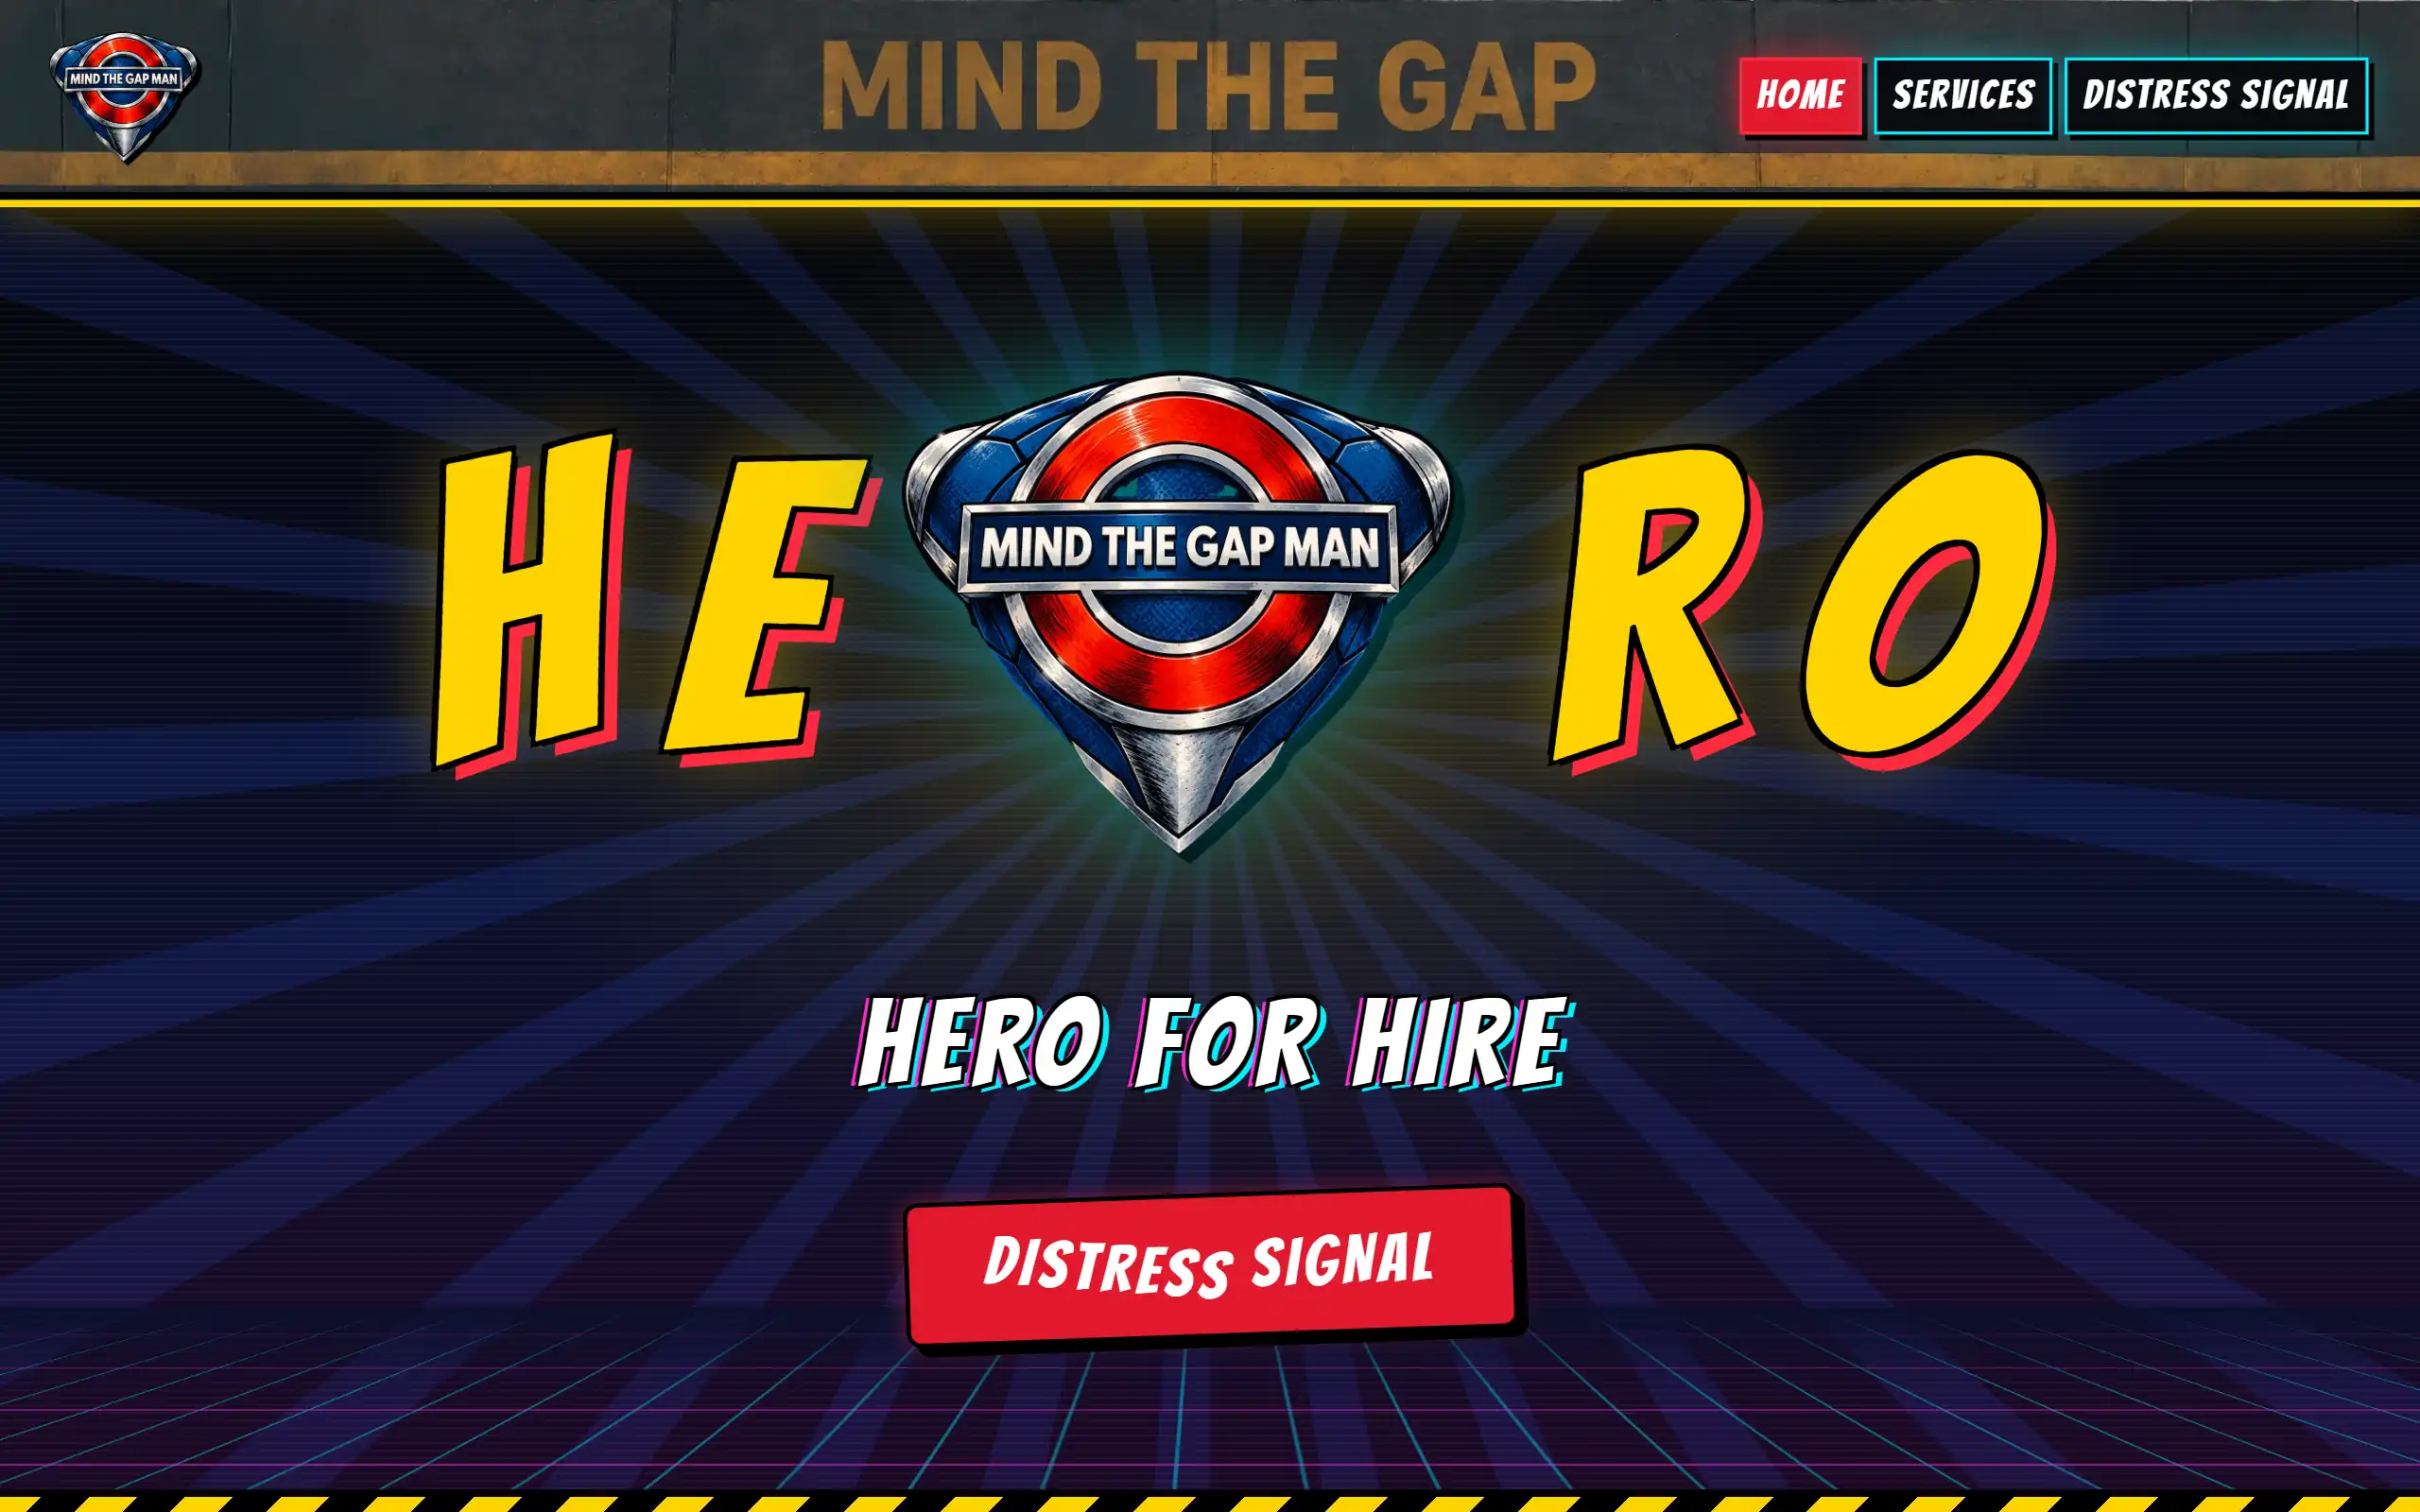 MIND THE GAP MAN
MIND THE GAP
HOME
SERVICES
DISTRESS SIGNAL
HE RO
MIND THE GAP MAN
HERO FOR HIRE
DISTRESS SIGNAL